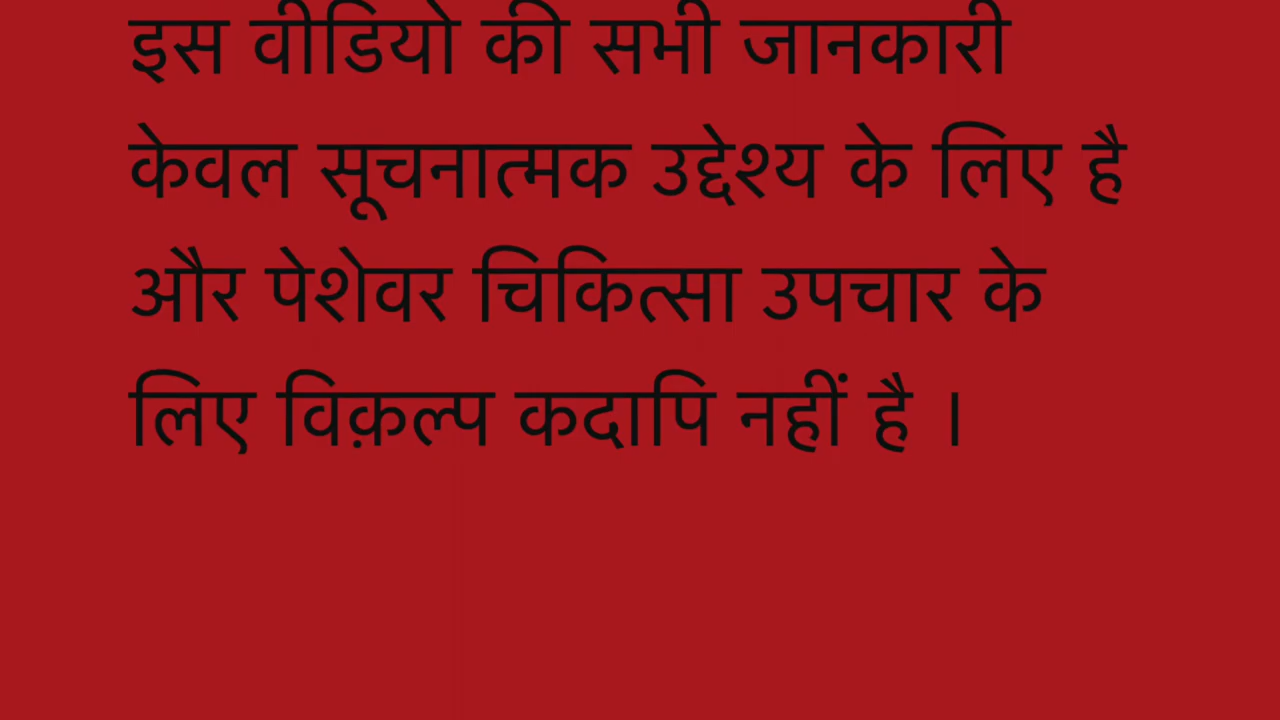 इस वीडियो की सभी जानकारी
केवल सूचनात्मक उद्देश्य के लिए है
और पेशेवर चिकित्सा उपचार के
लिए विक़ल्प कदापि नहीं है ।